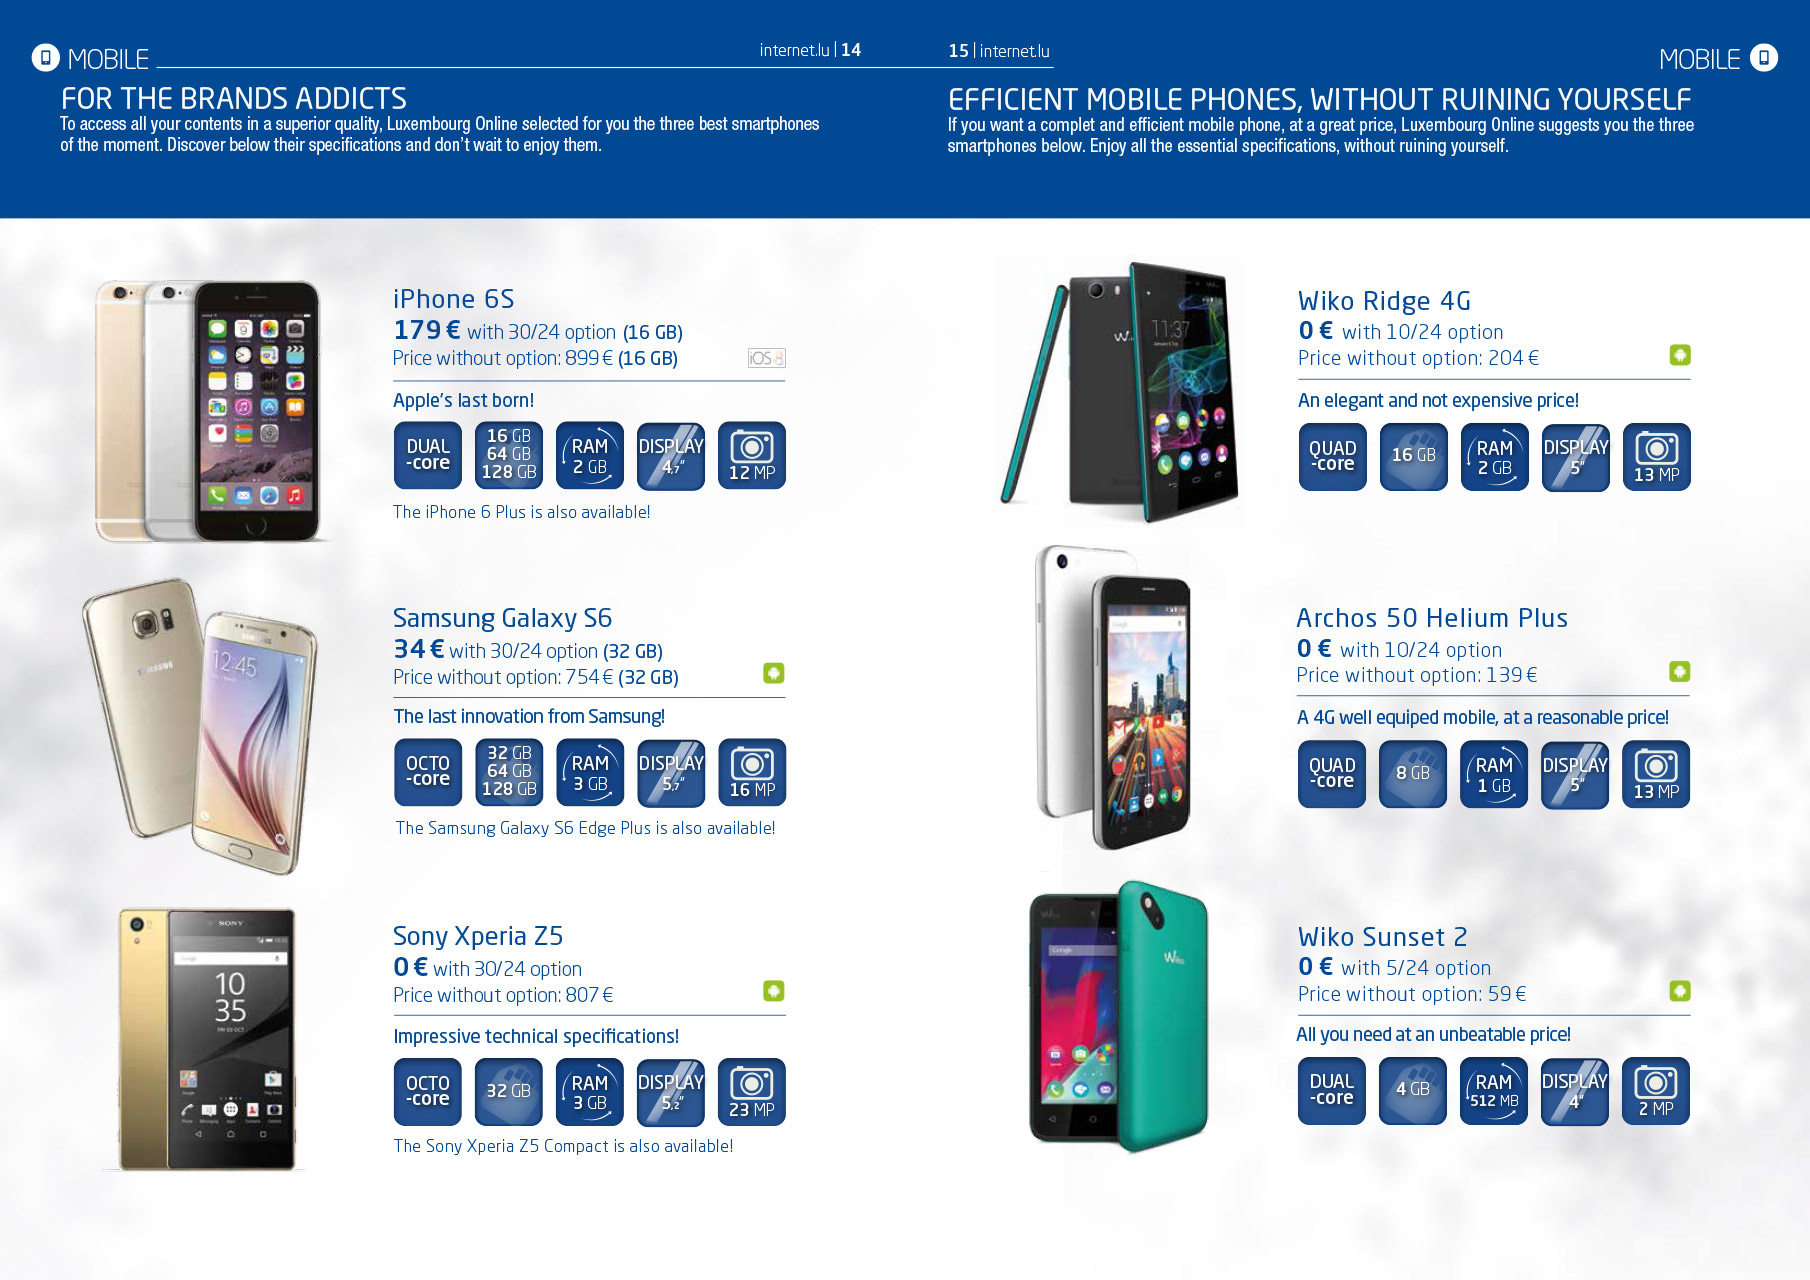 MOBILE
internet.lu | 14
FOR THE BRANDS ADDICTS
To access all your contents in a superior quality, Luxembourg Online selected for you the three best smartphones
of the moment. Discover below their specifications and don't wait to enjoy them.
iPhone 6S
179 € with 30/24 option (16 GB)
Price without option: 899 € (16 GB)
iOS 8
Apple's last born!
DUAL
-core
16 GB
64 GB
128 GB
RAM
2 GB
DISPLAY
4,7"
12 MP
The iPhone 6 Plus is also available!
SAMSUNG
12:45
Samsung Galaxy S6
34 € with 30/24 option (32 GB)
Price without option: 754 € (32 GB)
The last innovation from Samsung!
OCTO
-core
32 GB
64 GB
128 GB
RAM
3 GB
DISPLAY
5,7"
16 MP
The Samsung Galaxy S6 Edge Plus is also available!
SONY
10
35
Sony Xperia Z5
0 € with 30/24 option
Price without option: 807 €
Impressive technical specifications!
OCTO
-core
32 GB
RAM
3 GB
DISPLAY
5,2"
23 MP
The Sony Xperia Z5 Compact is also available!
15 | internet.lu
MOBILE
EFFICIENT MOBILE PHONES, WITHOUT RUINING YOURSELF
If you want a complet and efficient mobile phone, at a great price, Luxembourg Online suggests you the three
smartphones below. Enjoy all the essential specifications, without ruining yourself.
11:37
Wiko Ridge 4G
0 € with 10/24 option
Price without option: 204 €
An elegant and not expensive price!
QUAD
-core
16 GB
RAM
2 GB
DISPLAY
5"
13 MP
Google
Archos 50 Helium Plus
0 € with 10/24 option
Price without option: 139 €
A 4G well equiped mobile, at a reasonable price!
QUAD
-core
8 GB
RAM
1 GB
DISPLAY
5"
13 MP
Google
Wiko Sunset 2
0 € with 5/24 option
Price without option: 59 €
All you need at an unbeatable price!
DUAL
-core
4 GB
RAM
512 MB
DISPLAY
4"
2 MP